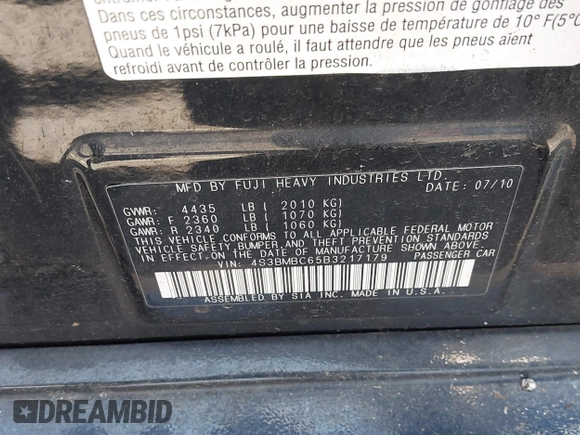 Dans ces circonstances, augmenter la pression de gonflage des
pneus de 1psi (7kPa) pour une baisse de température de 10° F(5°C
Quand le véhicule a roulé, il faut attendre que les pneus aient
refroidi avant de contrôler la pression.
MFD BY FUJI HEAVY INDUSTRIES LTD.
DATE: 07/10
GVWR: 4435 LB ( 2010 KG)
GAWR: F 2360 LB ( 1070 KG)
GAWR: R 2340 LB ( 1060 KG)
THIS VEHICLE CONFORMS TO ALL APPLICABLE FEDERAL MOTOR
VEHICLE SAFETY, BUMPER, AND THEFT PREVENTION STANDARDS
IN EFFECT ON THE DATE OF MANUFACTURE SHOWN ABOVE.
VIN: 4S3BMBC65B3217179 PASSENGER CAR
ASSEMBLED BY SIA INC. MADE IN U.S.A.
DREAMBID